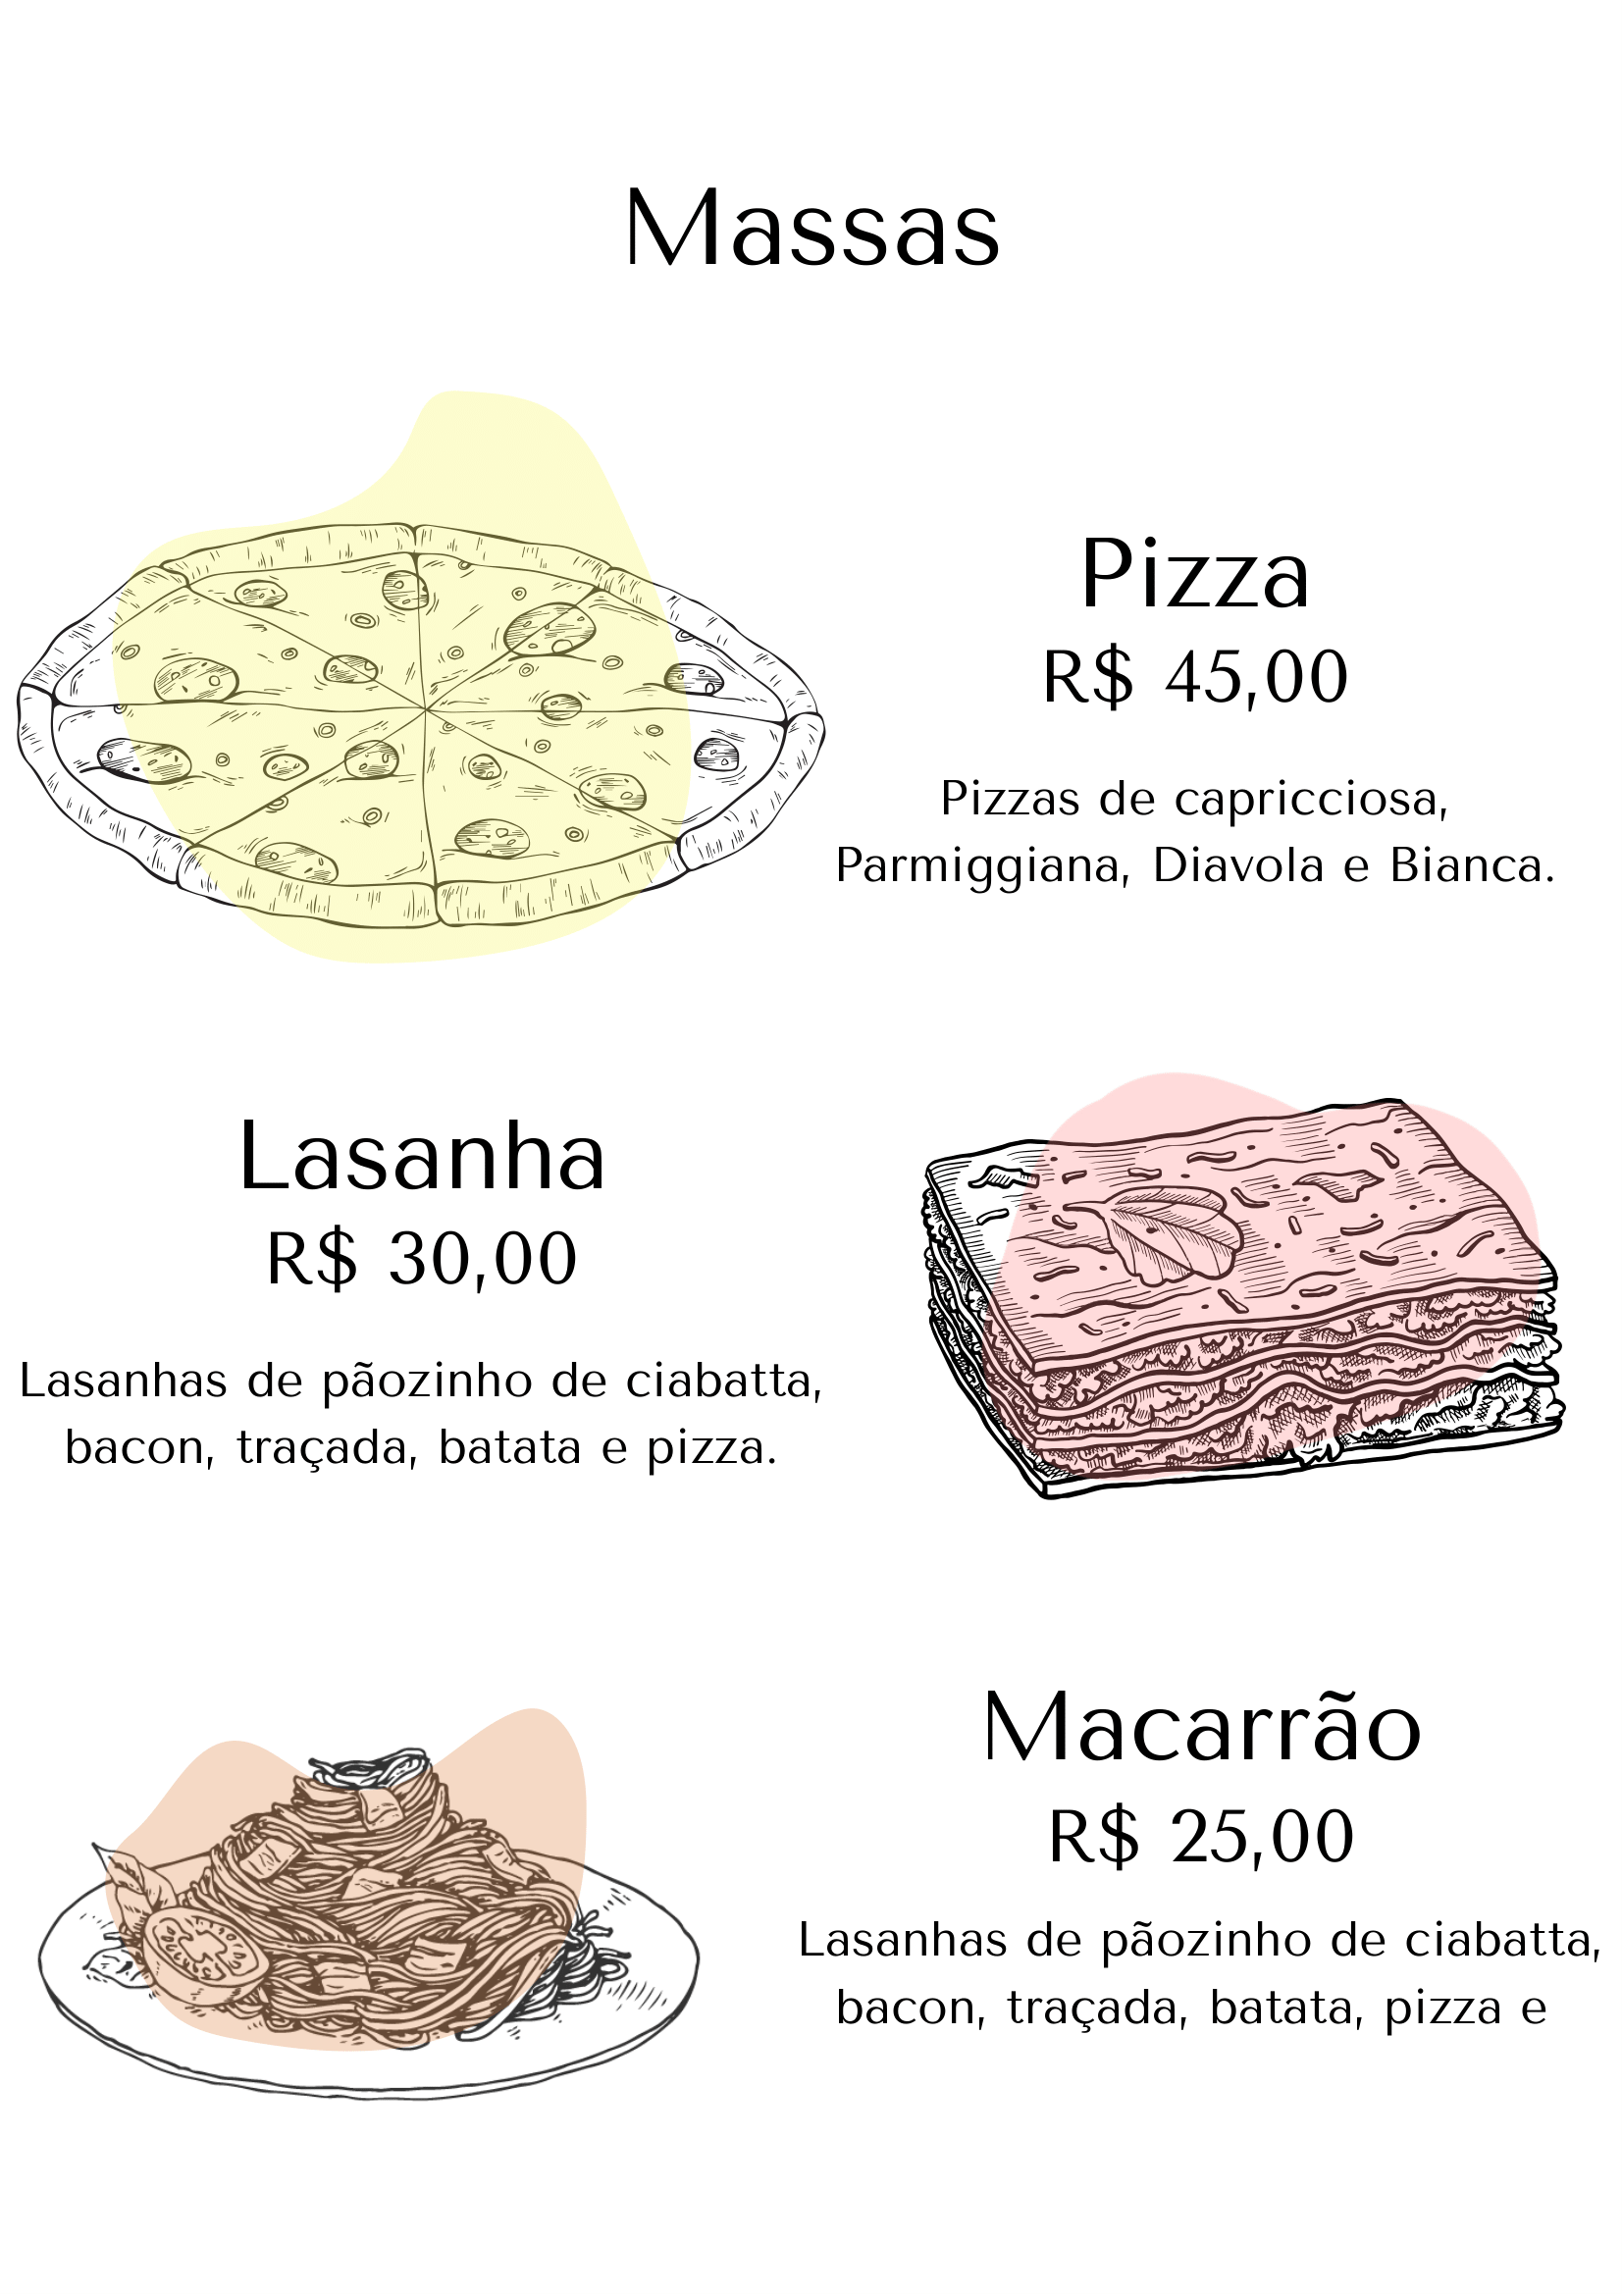 Massas
Pizza
R$ 45,00
Pizzas de capricciosa,
Parmiggiana, Diavola e Bianca.
Lasanha
R$ 30,00
Lasanhas de pãozinho de ciabatta,
bacon, traçada, batata e pizza.
Macarrão
R$ 25,00
Lasanhas de pãozinho de ciabatta,
bacon, traçada, batata, pizza e